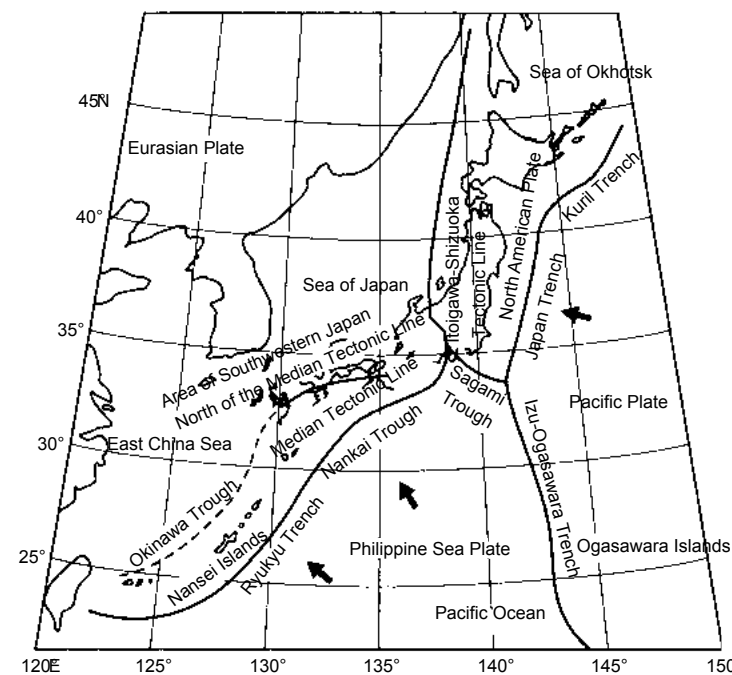 Sea of Okhotsk
45°N
Eurasian Plate
Kuril Trench
40°
Itoigawa-Shizuoka
Tectonic Line
North American Plate
Japan Trench
Sea of Japan
35°
Area of Southwestern Japan
North of the Median Tectonic Line
Median Tectonic Line
Sagami
Trough
Pacific Plate
Nankai Trough
30°
East China Sea
Izu-Ogasawara Trench
Okinawa Trough
Nansei Islands
Ryukyu Trench
Philippine Sea Plate
Ogasawara Islands
25°
Pacific Ocean
120°E
125°
130°
135°
140°
145°
150